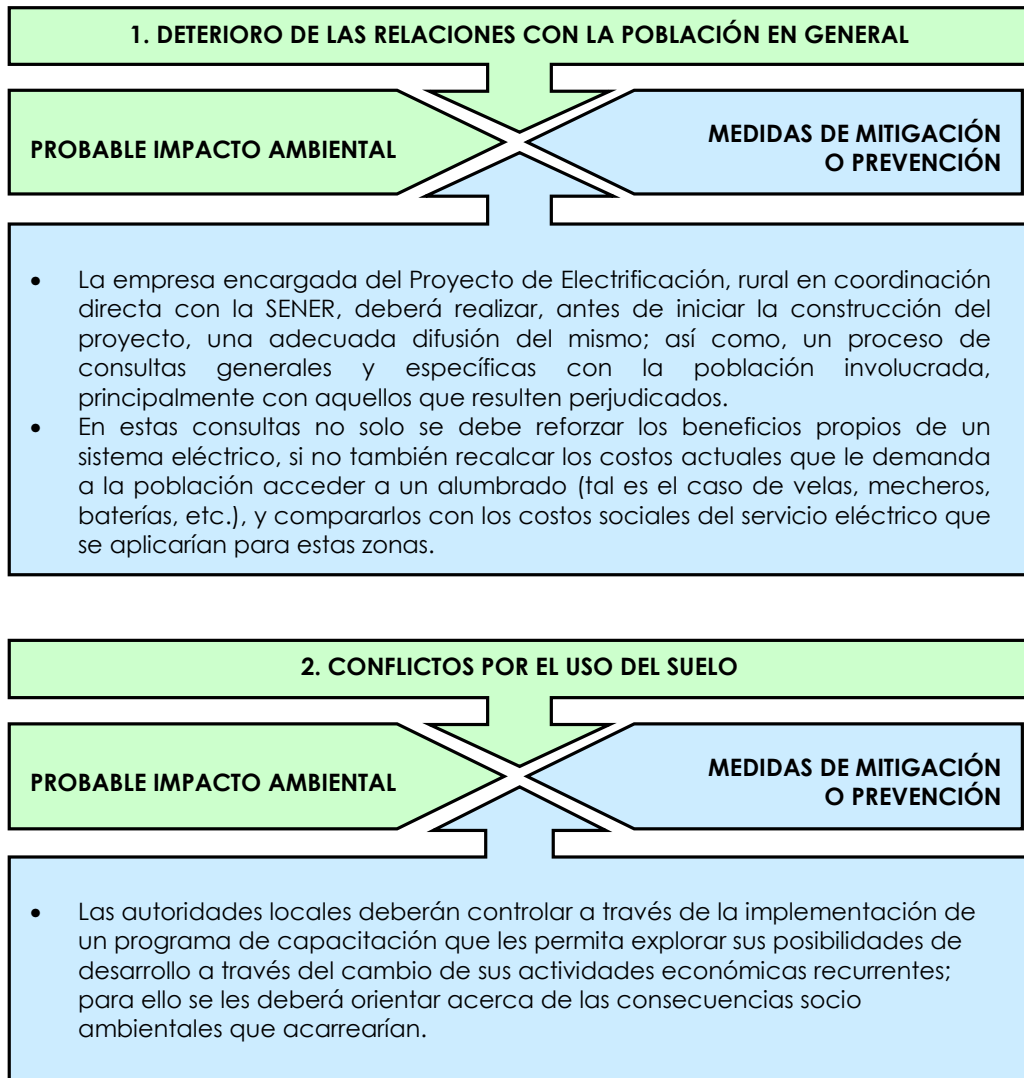 1. DETERIORO DE LAS RELACIONES CON LA POBLACIÓN EN GENERAL
PROBABLE IMPACTO AMBIENTAL
MEDIDAS DE MITIGACIÓN
O PREVENCIÓN
• La empresa encargada del Proyecto de Electrificación, rural en coordinación
directa con la SENER, deberá realizar, antes de iniciar la construcción del
proyecto, una adecuada difusión del mismo; así como, un proceso de
consultas generales y específicas con la población involucrada,
principalmente con aquellos que resulten perjudicados.
• En estas consultas no solo se debe reforzar los beneficios propios de un
sistema eléctrico, si no también recalcar los costos actuales que le demanda
a la población acceder a un alumbrado (tal es el caso de velas, mecheros,
baterías, etc.), y compararlos con los costos sociales del servicio eléctrico que
se aplicarían para estas zonas.
2. CONFLICTOS POR EL USO DEL SUELO
PROBABLE IMPACTO AMBIENTAL
MEDIDAS DE MITIGACIÓN
O PREVENCIÓN
• Las autoridades locales deberán controlar a través de la implementación de
un programa de capacitación que les permita explorar sus posibilidades de
desarrollo a través del cambio de sus actividades económicas recurrentes;
para ello se les deberá orientar acerca de las consecuencias socio
ambientales que acarrearían.